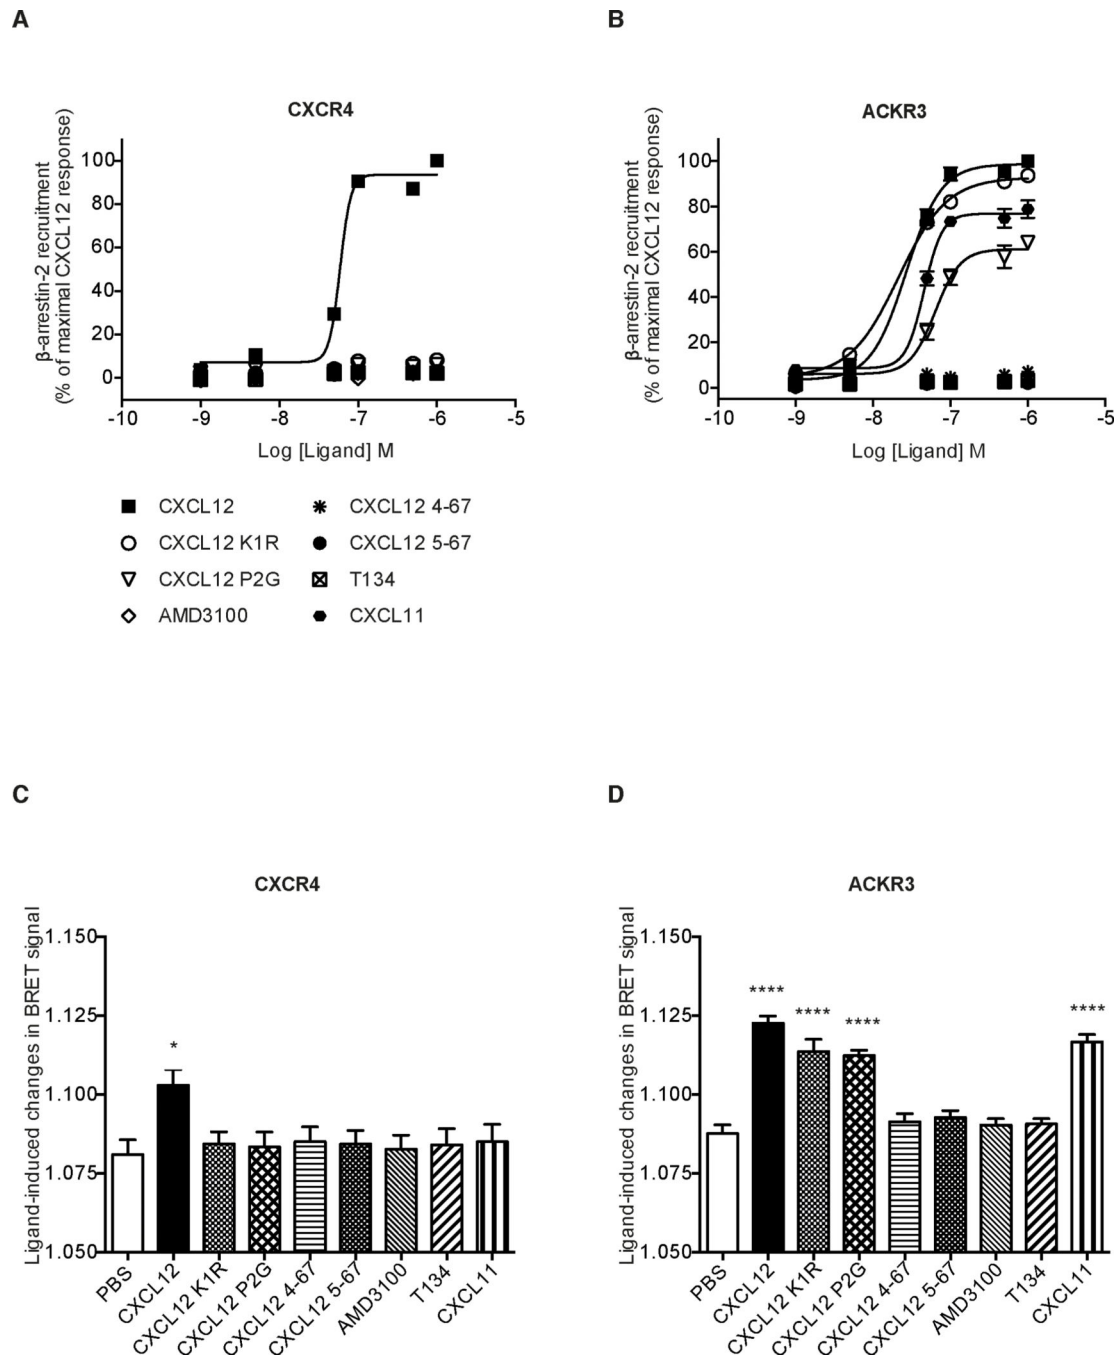 A
CXCR4
β-arrestin-2 recruitment
(% of maximal CXCL12 response)
100
80
60
40
20
0
-10 -9 -8 -7 -6 -5
Log [Ligand] M
B
ACKR3
β-arrestin-2 recruitment
(% of maximal CXCL12 response)
100
80
60
40
20
0
-10 -9 -8 -7 -6 -5
Log [Ligand] M
CXCL12
CXCL12 K1R
CXCL12 P2G
AMD3100
CXCL12 4-67
CXCL12 5-67
T134
CXCL11
C
CXCR4
Ligand-induced changes in BRET signal
1.150
1.125
1.100
1.075
1.050
*
PBS
CXCL12
CXCL12 K1R
CXCL12 P2G
CXCL12 4-67
CXCL12 5-67
AMD3100
T134
CXCL11
D
ACKR3
Ligand-induced changes in BRET signal
1.150
1.125
1.100
1.075
1.050
**** **** **** ****
PBS
CXCL12
CXCL12 K1R
CXCL12 P2G
CXCL12 4-67
CXCL12 5-67
AMD3100
T134
CXCL11